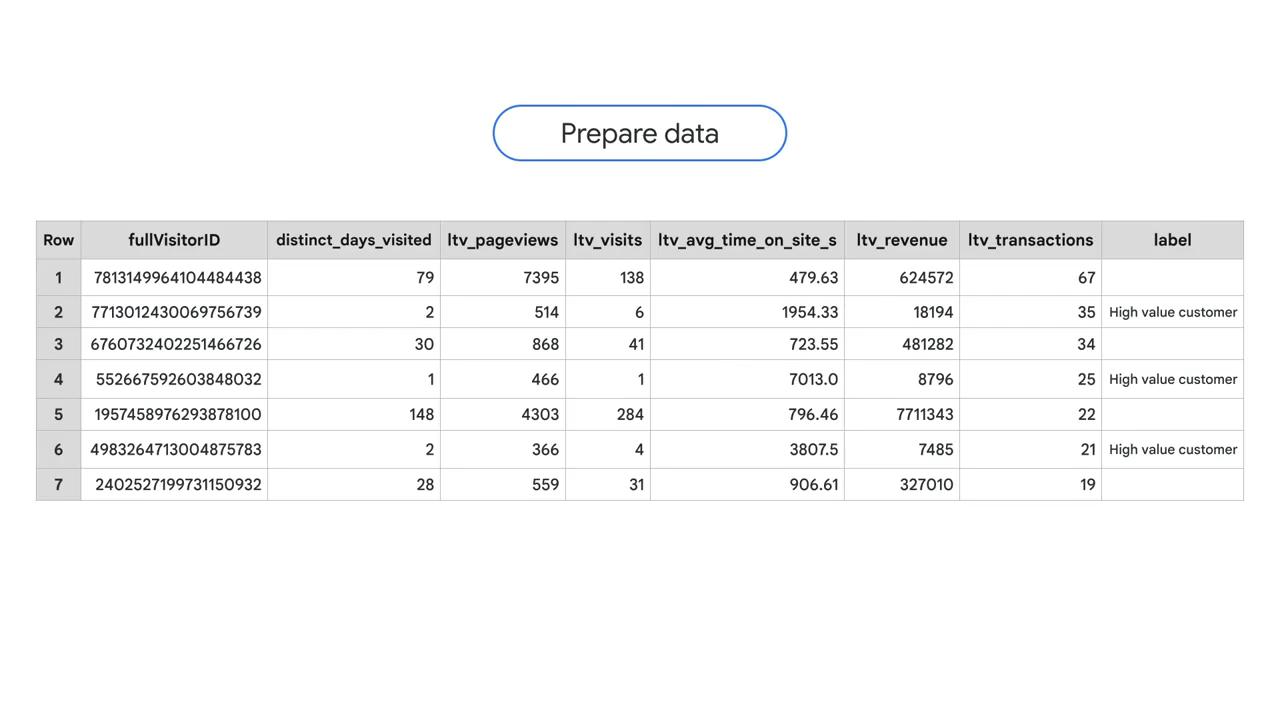 Prepare data
Row fullVisitorID distinct_days_visited ltv_pageviews ltv_visits ltv_avg_time_on_site_s ltv_revenue ltv_transactions label
1 7813149964104484438 79 7395 138 479.63 624572 67
2 7713012430069756739 2 514 6 1954.33 18194 35 High value customer
3 6760732402251466726 30 868 41 723.55 481282 34
4 552667592603848032 1 466 1 7013.0 8796 25 High value customer
5 1957458976293878100 148 4303 284 796.46 7711343 22
6 4983264713004875783 2 366 4 3807.5 7485 21 High value customer
7 2402527199731150932 28 559 31 906.61 327010 19